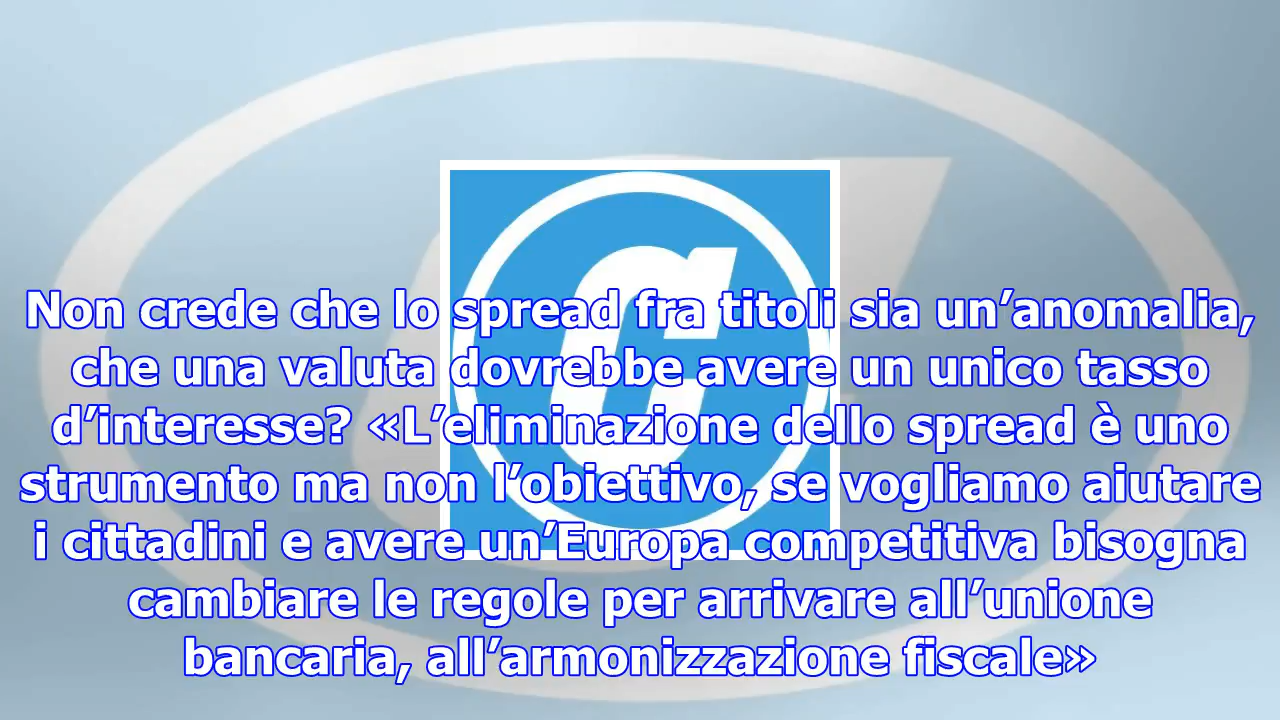 Non crede che lo spread fra titoli sia un’anomalia,
che una valuta dovrebbe avere un unico tasso
d’interesse? «L’eliminazione dello spread è uno
strumento ma non l’obiettivo, se vogliamo aiutare
i cittadini e avere un’Europa competitiva bisogna
cambiare le regole per arrivare all’unione
bancaria, all’armonizzazione fiscale»